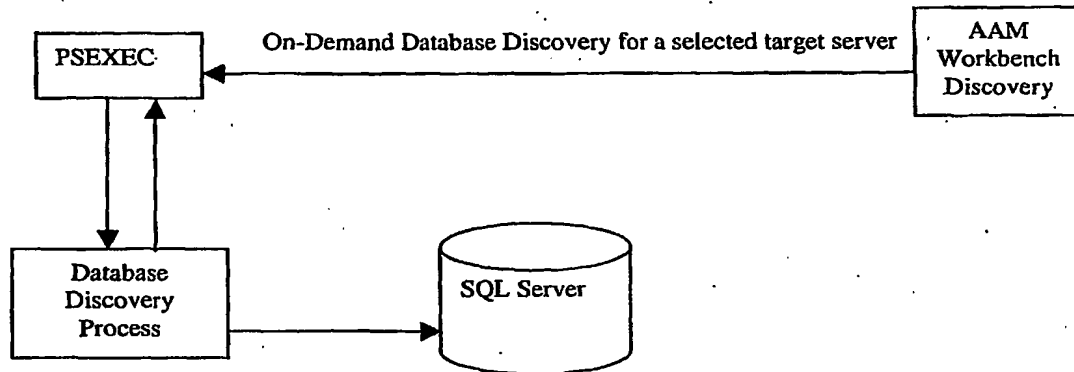 PSEXEC
On-Demand Database Discovery for a selected target server
AAM
Workbench
Discovery
Database
Discovery
Process
SQL Server